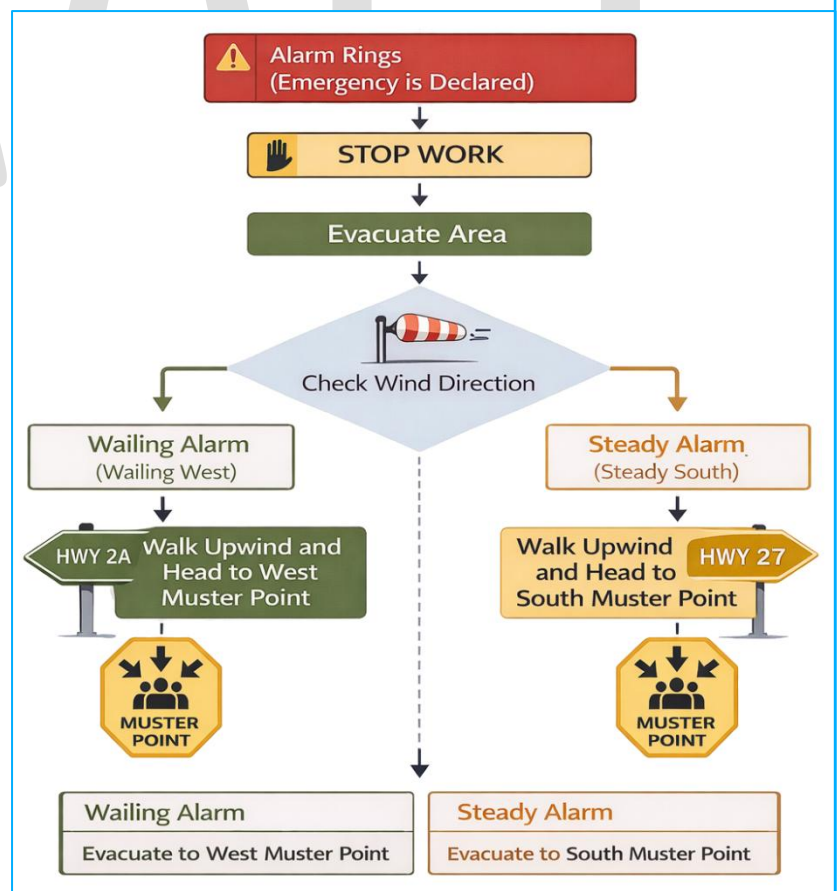 Alarm Rings
(Emergency is Declared)
STOP WORK
Evacuate Area
Check Wind Direction
Wailing Alarm
(Wailing West)
HWY 2A
Walk Upwind and
Head to West
Muster Point
MUSTER
POINT
Steady Alarm
(Steady South)
Walk Upwind
and Head to
South Muster Point
HWY 27
MUSTER
POINT
Wailing Alarm
Evacuate to West Muster Point
Steady Alarm
Evacuate to South Muster Point